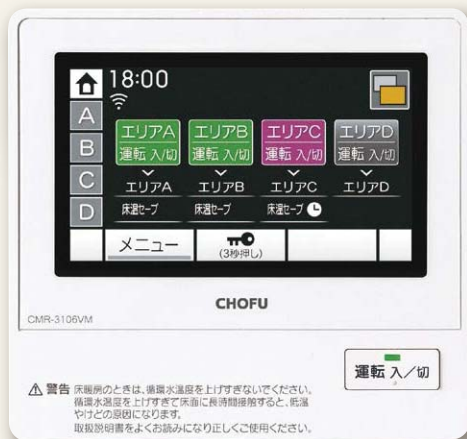 18:00
A
B
C
D
エリアA エリアB エリアC エリアD
運転 入/切 運転 入/切 運転 入/切 運転 入/切
エリアA エリアB エリアC エリアD
床温セーブ 床温セーブ 床温セーブ
メニュー
(3秒押し)
CHOFU
CMR-3106VM
運転 入/切
⚠警告 床暖房のときは、循環水温度を上げすぎないでください。
循環水温度を上げすぎて床面に長時間接触すると、低温
やけどの原因になります。
取扱説明書をよくお読みになり正しくご使用ください。